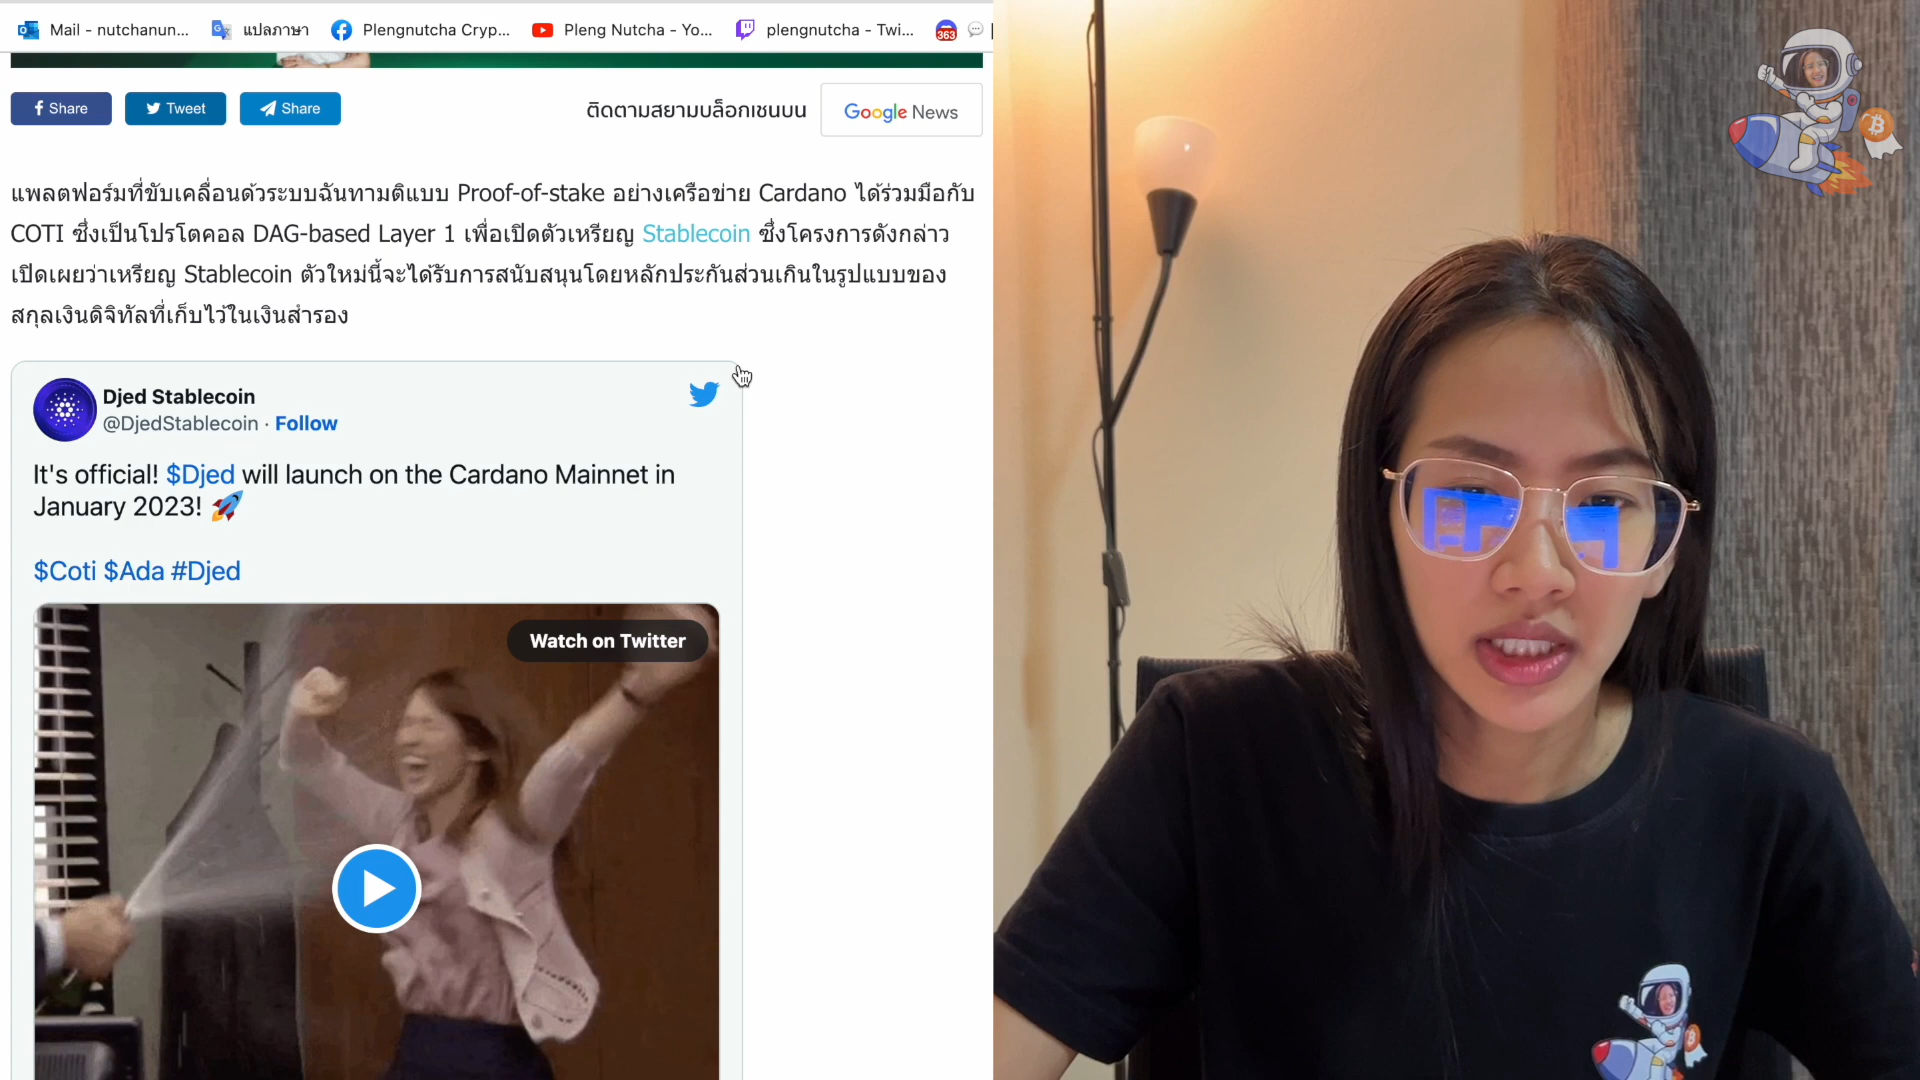 Mail - nutchanun...
แปลภาษา
Plengnutcha Cryp...
Pleng Nutcha - Yo...
plengnutcha - Twi...
363
Share
Tweet
Share
ติดตามสยามบล็อกเชนบน
Google News
แพลตฟอร์มที่ขับเคลื่อนด้วระบบฉันทามติแบบ Proof-of-stake อย่างเครือข่าย Cardano ได้ร่วมมือกับ
COTI ซึ่งเป็นโปรโตคอล DAG-based Layer 1 เพื่อเปิดตัวเหรียญ Stablecoin ซึ่งโครงการดังกล่าว
เปิดเผยว่าเหรียญ Stablecoin ตัวใหม่นี้จะได้รับการสนับสนุนโดยหลักประกันส่วนเกินในรูปแบบของ
สกุลเงินดิจิทัลที่เก็บไว้ในเงินสำรอง
Djed Stablecoin
@DjedStablecoin · Follow
It's official! $Djed will launch on the Cardano Mainnet in
January 2023! 🚀
$Coti $Ada #Djed
Watch on Twitter